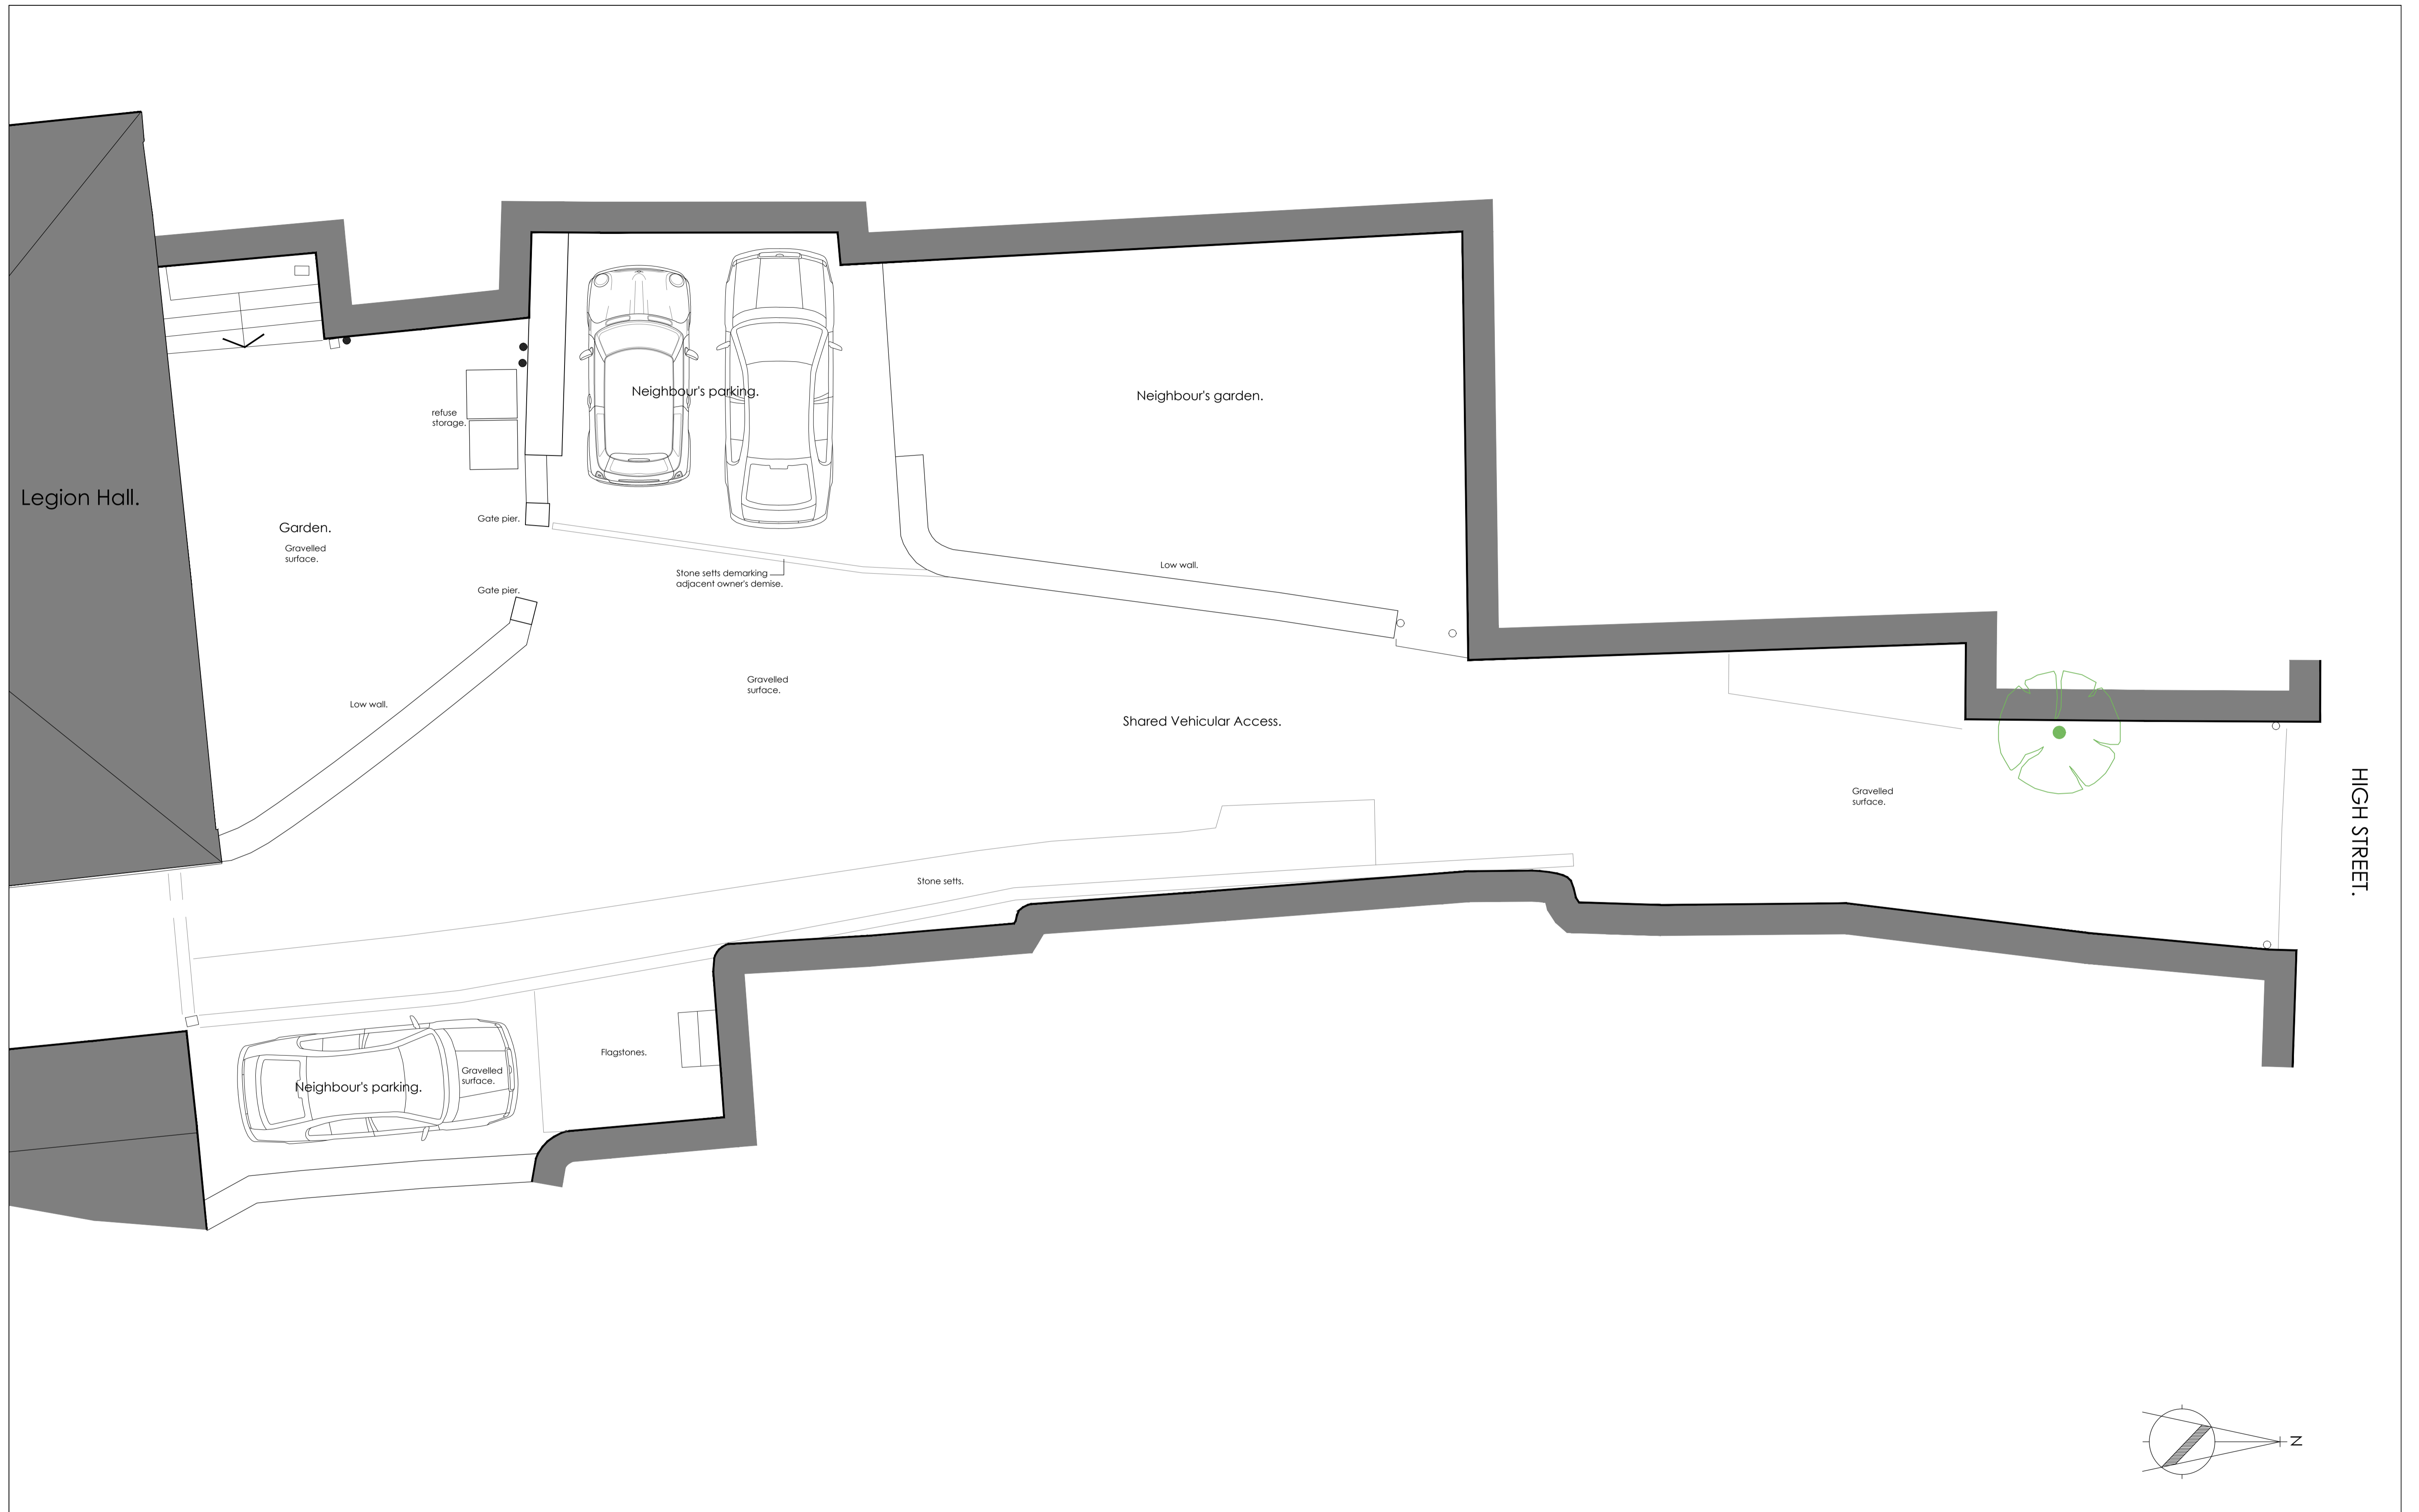 Neighbour's parking.
Neighbour's garden.
refuse
storage.
Legion Hall.
Gate pier.
Garden.
Gravelled
surface.
Low wall.
Stone setts demarking
adjacent owner's demise.
Gate pier.
Gravelled
surface.
Low wall.
Shared Vehicular Access.
Gravelled
surface.
HIGH STREET.
Stone setts.
Flagstones.
Gravelled
surface.
Neighbour's parking.
N